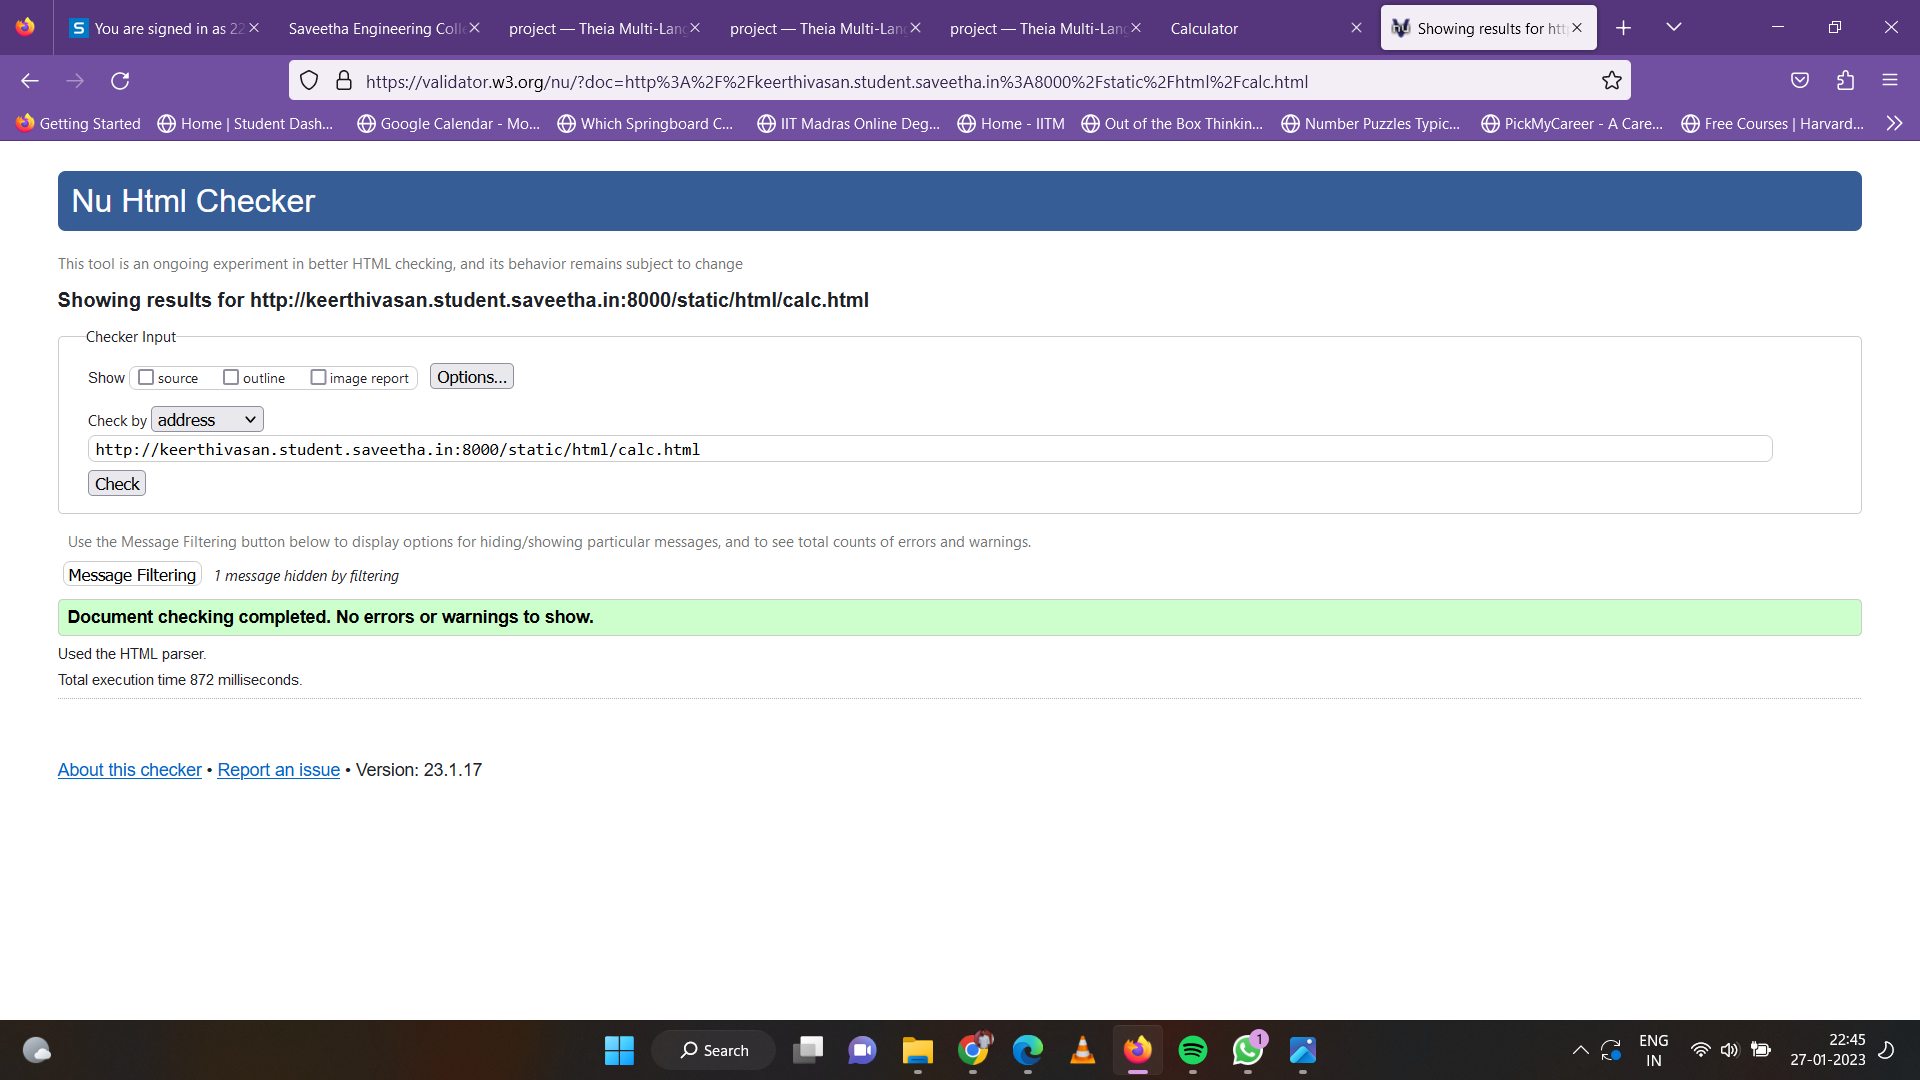 You are signed in as 22
Saveetha Engineering Coll
project — Theia Multi-Lang
project — Theia Multi-Lang
project — Theia Multi-Lang
Calculator
Showing results for htt
https://validator.w3.org/nu/?doc=http%3A%2F%2Fkeerthivasan.student.saveetha.in%3A8000%2Fstatic%2Fhtml%2Fcalc.html
Getting Started
Home | Student Dash...
Google Calendar - Mo...
Which Springboard C...
IIT Madras Online Deg...
Home - IITM
Out of the Box Thinkin...
Number Puzzles Typic...
PickMyCareer - A Care...
Free Courses | Harvard...
Nu Html Checker
This tool is an ongoing experiment in better HTML checking, and its behavior remains subject to change
Showing results for http://keerthivasan.student.saveetha.in:8000/static/html/calc.html
Checker Input
Show source outline image report Options...
Check by address
http://keerthivasan.student.saveetha.in:8000/static/html/calc.html
Check
Use the Message Filtering button below to display options for hiding/showing particular messages, and to see total counts of errors and warnings.
Message Filtering 1 message hidden by filtering
Document checking completed. No errors or warnings to show.
Used the HTML parser.
Total execution time 872 milliseconds.
About this checker • Report an issue • Version: 23.1.17
Search
1
ENG
IN
22:45
27-01-2023